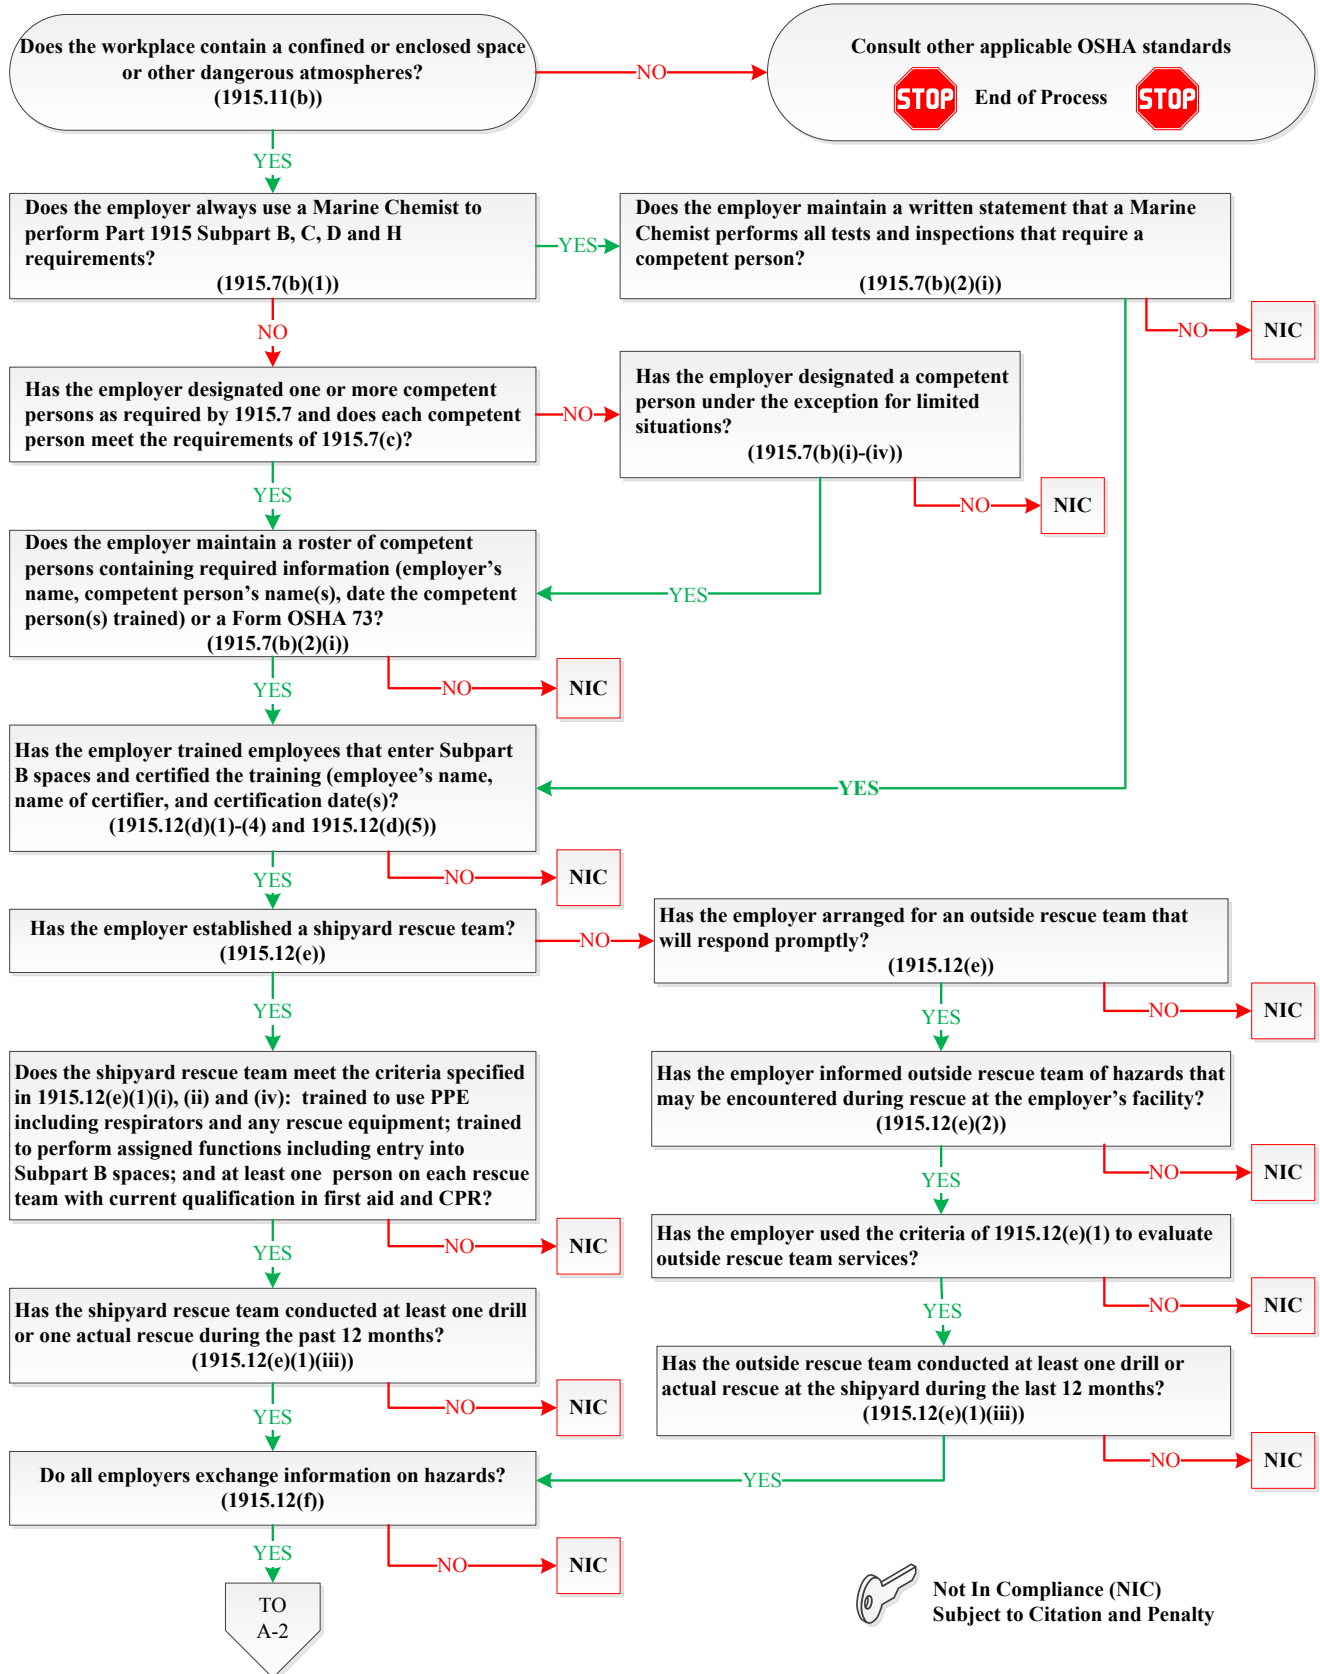 Does the workplace contain a confined or enclosed space
or other dangerous atmospheres?
(1915.11(b))
NO
Consult other applicable OSHA standards
STOP
End of Process
STOP
YES
Does the employer always use a Marine Chemist to
perform Part 1915 Subpart B, C, D and H
requirements?
(1915.7(b)(1))
YES
Does the employer maintain a written statement that a Marine
Chemist performs all tests and inspections that require a
competent person?
(1915.7(b)(2)(i))
NO
NIC
NO
Has the employer designated one or more competent
persons as required by 1915.7 and does each competent
person meet the requirements of 1915.7(c)?
NO
Has the employer designated a competent
person under the exception for limited
situations?
(1915.7(b)(i)-(iv))
NO
NIC
YES
YES
Does the employer maintain a roster of competent
persons containing required information (employer's
name, competent person's name(s), date the competent
person(s) trained) or a Form OSHA 73?
(1915.7(b)(2)(i))
NO
NIC
YES
YES
Has the employer trained employees that enter Subpart
B spaces and certified the training (employee's name,
name of certifier, and certification date(s)?
(1915.12(d)(1)-(4) and 1915.12(d)(5))
NO
NIC
YES
Has the employer established a shipyard rescue team?
(1915.12(e))
NO
Has the employer arranged for an outside rescue team that
will respond promptly?
(1915.12(e))
NO
NIC
YES
YES
Does the shipyard rescue team meet the criteria specified
in 1915.12(e)(1)(i), (ii) and (iv): trained to use PPE
including respirators and any rescue equipment; trained
to perform assigned functions including entry into
Subpart B spaces; and at least one person on each rescue
team with current qualification in first aid and CPR?
NO
NIC
Has the employer informed outside rescue team of hazards that
may be encountered during rescue at the employer's facility?
(1915.12(e)(2))
NO
NIC
YES
Has the employer used the criteria of 1915.12(e)(1) to evaluate
outside rescue team services?
NO
NIC
YES
YES
Has the shipyard rescue team conducted at least one drill
or one actual rescue during the past 12 months?
(1915.12(e)(1)(iii))
NO
NIC
Has the outside rescue team conducted at least one drill or
actual rescue at the shipyard during the last 12 months?
(1915.12(e)(1)(iii))
NO
NIC
YES
YES
Do all employers exchange information on hazards?
(1915.12(f))
NO
NIC
YES
TO
A-2
Not In Compliance (NIC)
Subject to Citation and Penalty